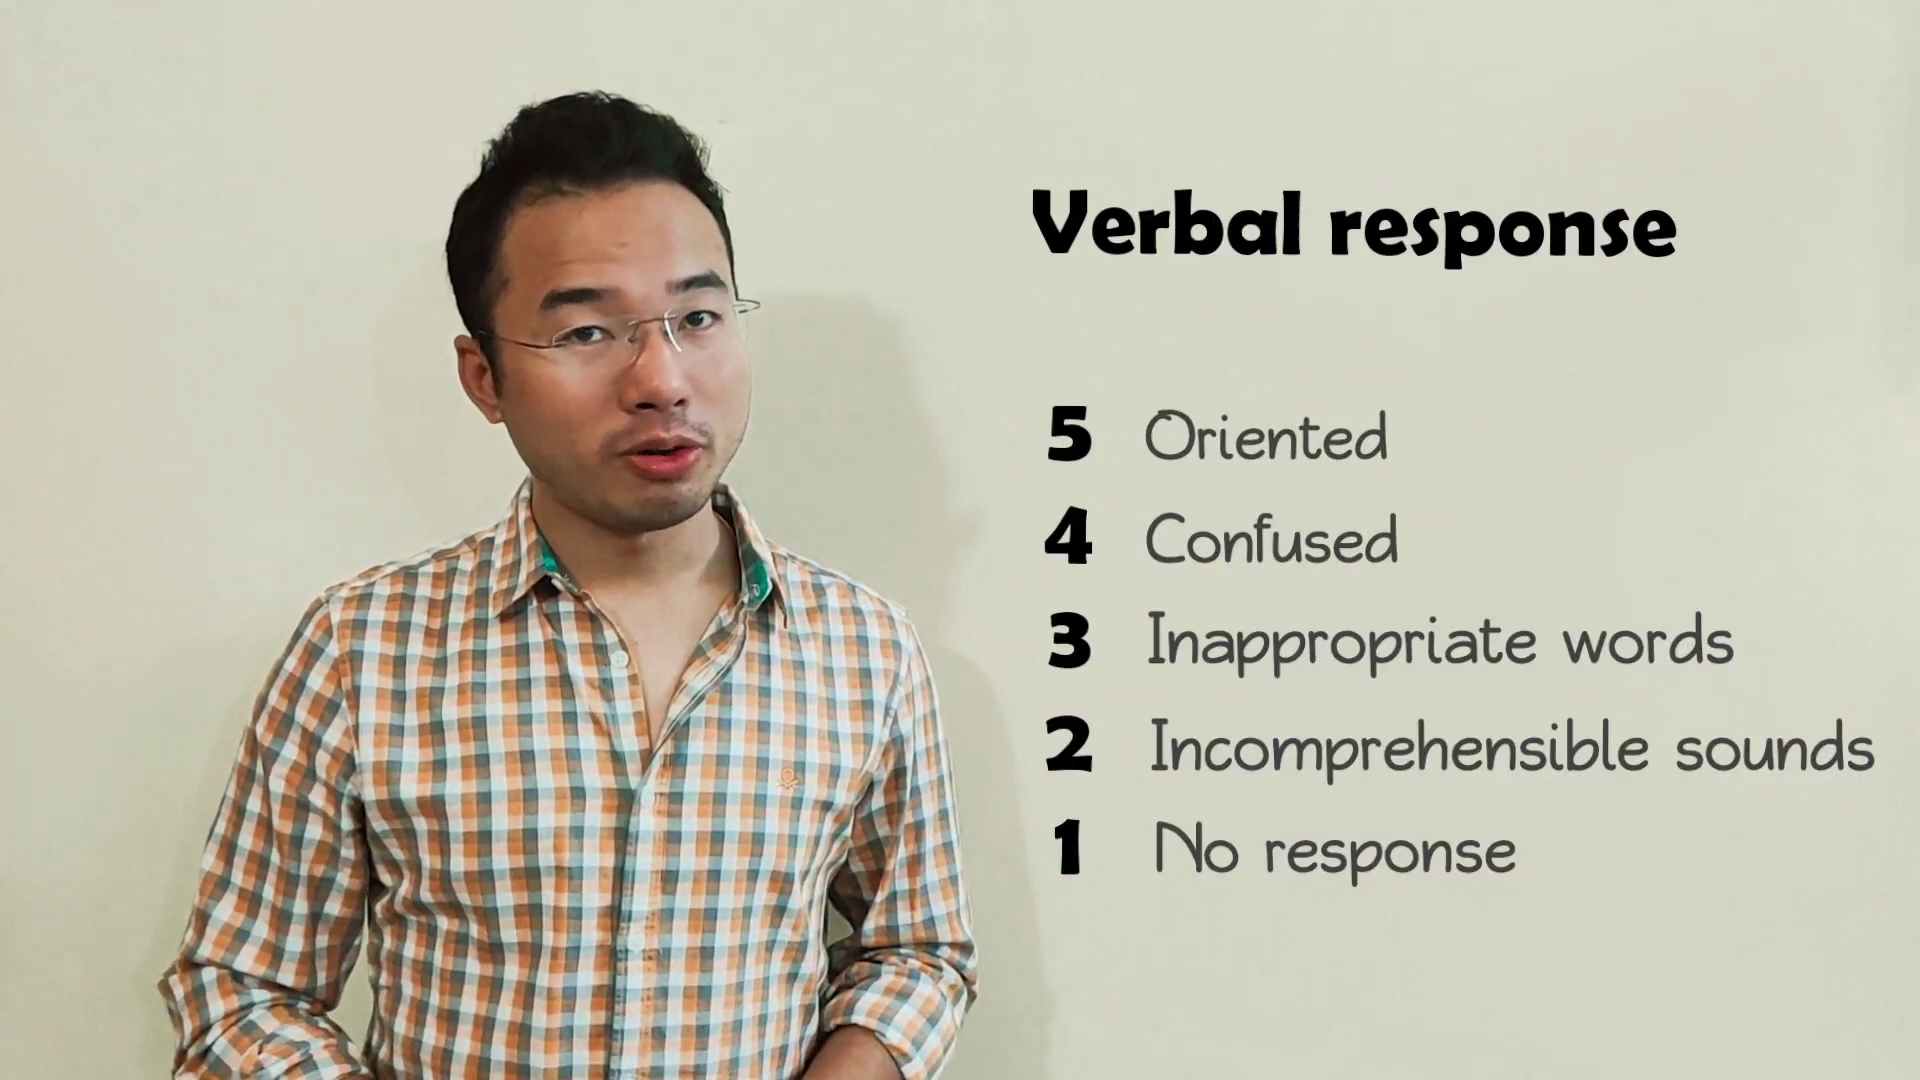 Verbal response
5 Oriented
4 Confused
3 Inappropriate words
2 Incomprehensible sounds
1 No response